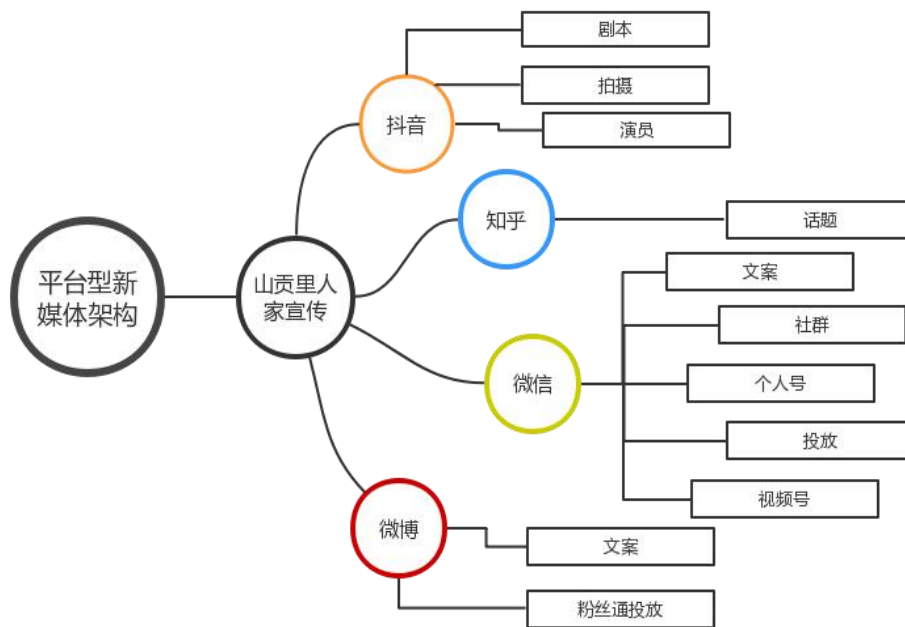 平台型新
媒体架构
山贡里人
家宣传
抖音
剧本
拍摄
演员
知乎
话题
微信
文案
社群
个人号
投放
视频号
微博
文案
粉丝通投放